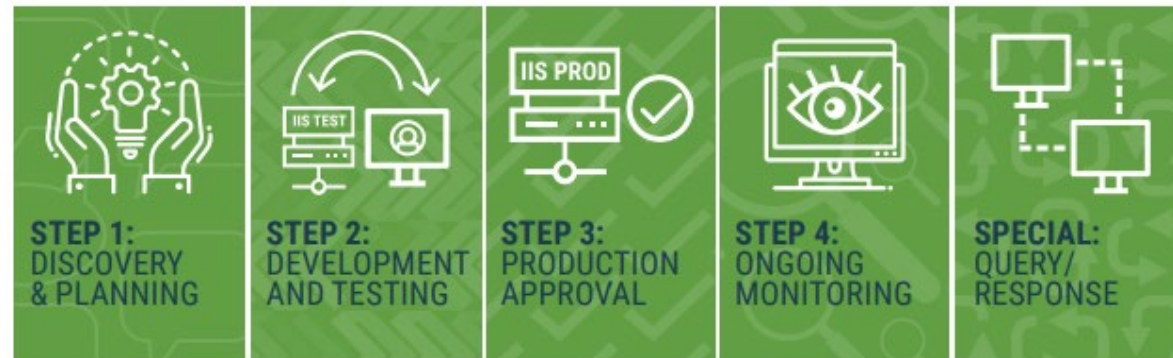 IIS TEST
IIS PROD
STEP 1:
DISCOVERY
& PLANNING
STEP 2:
DEVELOPMENT
AND TESTING
STEP 3:
PRODUCTION
APPROVAL
STEP 4:
ONGOING
MONITORING
SPECIAL:
QUERY/
RESPONSE